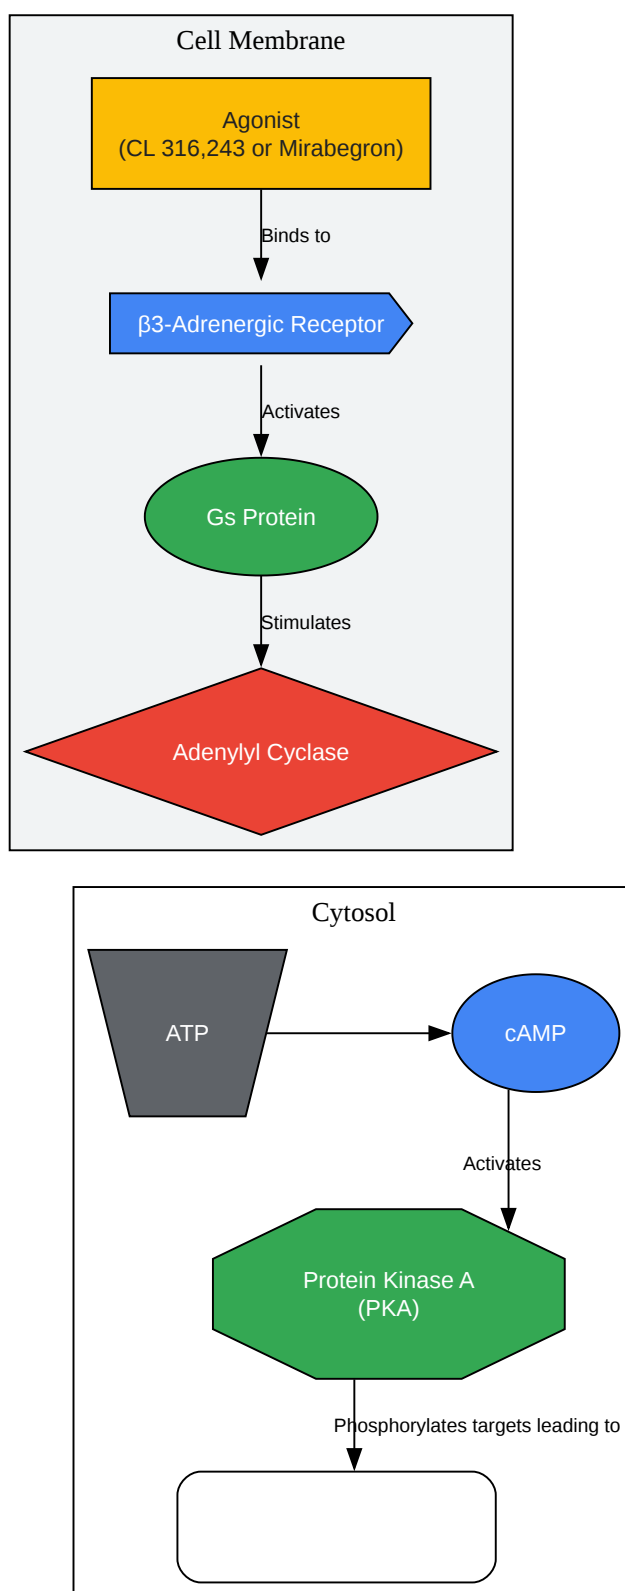 Cell Membrane
Agonist
(CL 316,243 or Mirabegron)
Binds to
β3-Adrenergic Receptor
Activates
Gs Protein
Stimulates
Adenylyl Cyclase
Cytosol
ATP
cAMP
Activates
Protein Kinase A
(PKA)
Phosphorylates targets leading to